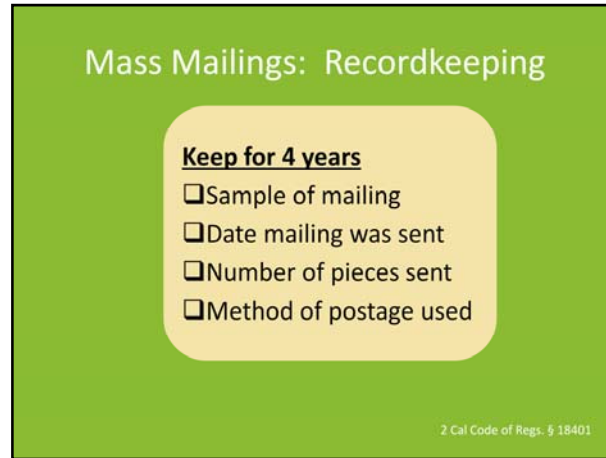 Mass Mailings: Recordkeeping
Keep for 4 years
❑Sample of mailing
❑Date mailing was sent
❑Number of pieces sent
❑Method of postage used
2 Cal Code of Regs. § 18401